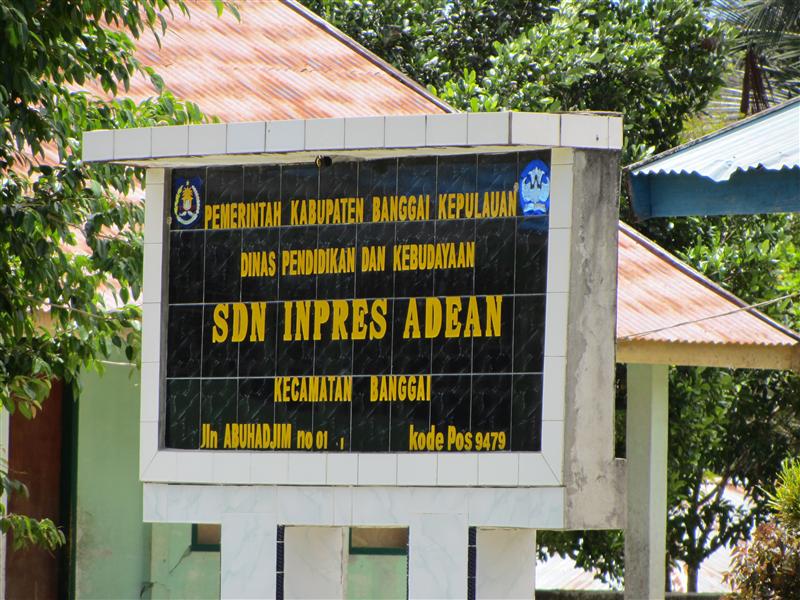 PEMERINTAH KABUPATEN BANGGAI KEPULAUAN
DINAS PENDIDIKAN DAN KEBUDAYAAN
SDN INPRES ADEAN
KECAMATAN BANGGAI
Jln ABUHADJIM no 01 kode Pos 9479